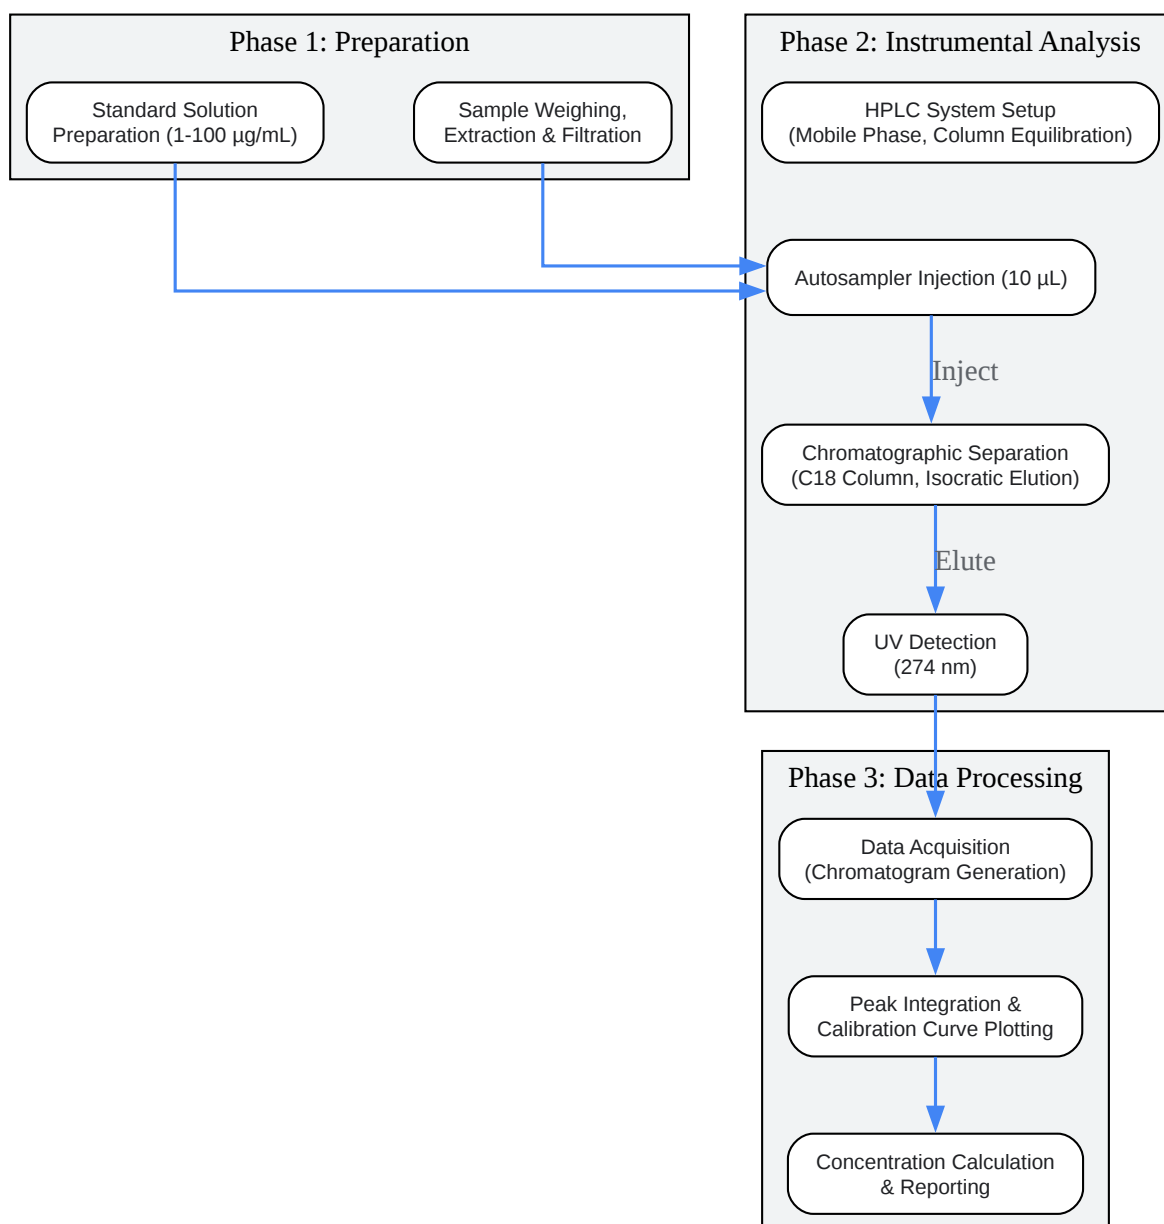 Phase 1: Preparation
Standard Solution
Preparation (1-100 µg/mL)
Sample Weighing,
Extraction & Filtration
Phase 2: Instrumental Analysis
HPLC System Setup
(Mobile Phase, Column Equilibration)
Autosampler Injection (10 µL)
Inject
Chromatographic Separation
(C18 Column, Isocratic Elution)
Elute
UV Detection
(274 nm)
Phase 3: Data Processing
Data Acquisition
(Chromatogram Generation)
Peak Integration &
Calibration Curve Plotting
Concentration Calculation
& Reporting